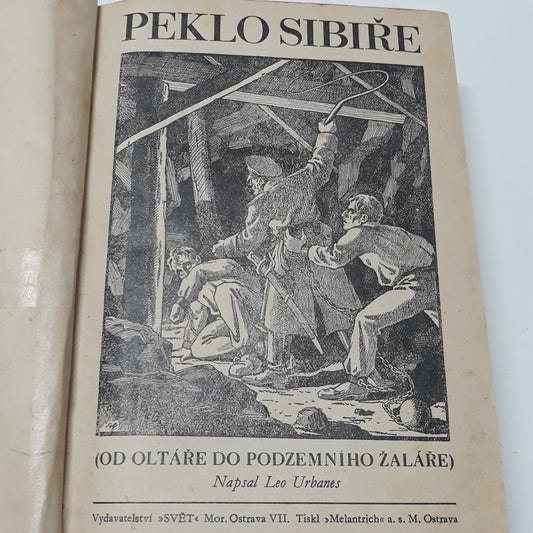 PEKLO SIBIŘE
(OD OLTÁŘE DO PODZEMNÍHO ŽALÁŘE)
Napsal Leo Urbanes
Vydavatelství »SVĚT« Mor. Ostrava VII. Tiskl »Melantrich« a. s. M. Ostrava